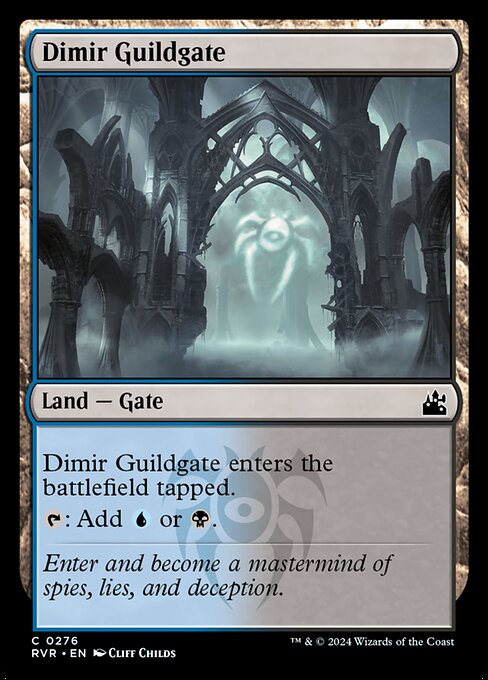 Dimir Guildgate
Land — Gate
Dimir Guildgate enters the
battlefield tapped.
: Add or .
Enter and become a mastermind of
spies, lies, and deception.
C 0276
RVR • EN Cliff Childs
™ & © 2024 Wizards of the Coast